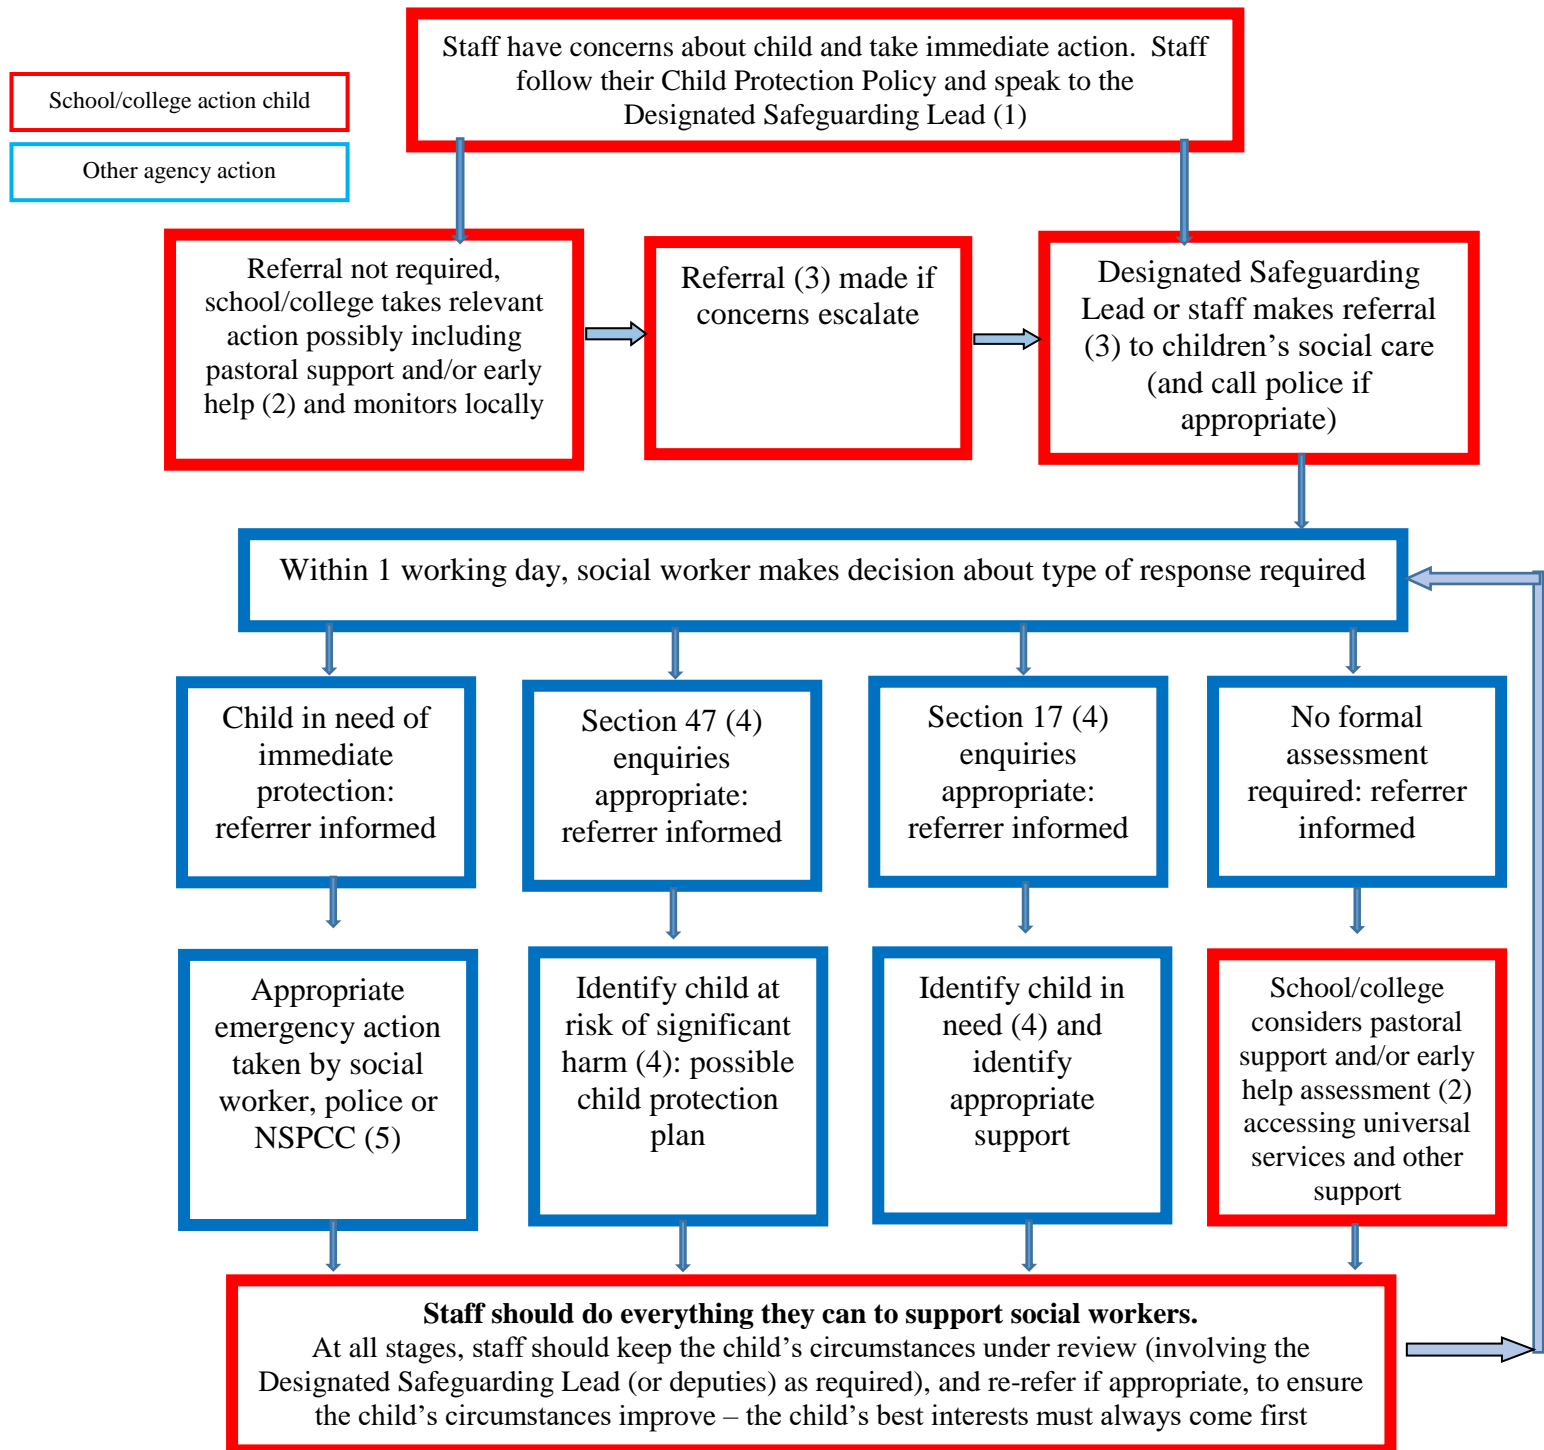 Staff have concerns about child and take immediate action.  Staff
follow their Child Protection Policy and speak to the
Designated Safeguarding Lead (1)
School/college action child
Other agency action
Referral not required,
school/college takes relevant
action possibly including
pastoral support and/or early
help (2) and monitors locally
Referral (3) made if
concerns escalate
Designated Safeguarding
Lead or staff makes referral
(3) to children’s social care
(and call police if
appropriate)
Within 1 working day, social worker makes decision about type of response required
Child in need of
immediate
protection:
referrer informed
Section 47 (4)
enquiries
appropriate:
referrer informed
Section 17 (4)
enquiries
appropriate:
referrer informed
No formal
assessment
required: referrer
informed
Appropriate
emergency action
taken by social
worker, police or
NSPCC (5)
Identify child at
risk of significant
harm (4): possible
child protection
plan
Identify child in
need (4) and
identify
appropriate
support
School/college
considers pastoral
support and/or early
help assessment (2)
accessing universal
services and other
support
Staff should do everything they can to support social workers.
At all stages, staff should keep the child’s circumstances under review (involving the
Designated Safeguarding Lead (or deputies) as required), and re-refer if appropriate, to ensure
the child’s circumstances improve – the child’s best interests must always come first